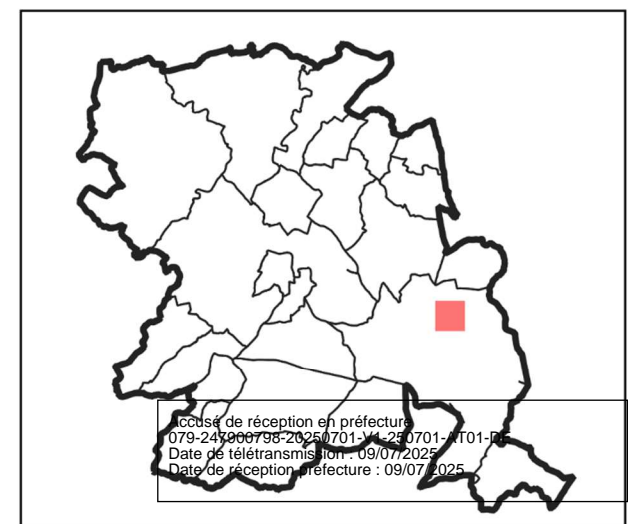 Accusé de réception en préfecture
079-247900798-20250701-V1-250701-AT01-DE
Date de télétransmission : 09/07/2025
Date de réception préfecture : 09/07/2025